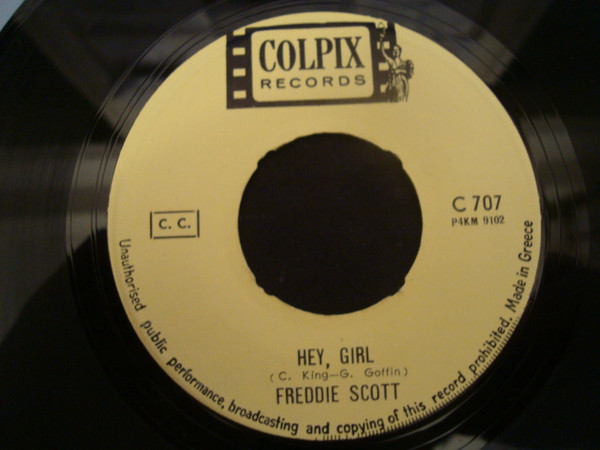 COLPIX
RECORDS
C. C.
C 707
P4KM 9102
HEY, GIRL
(C. King—G. Goffin)
FREDDIE SCOTT
Unauthorised public performance, broadcasting and copying of this record prohibited. Made in Greece